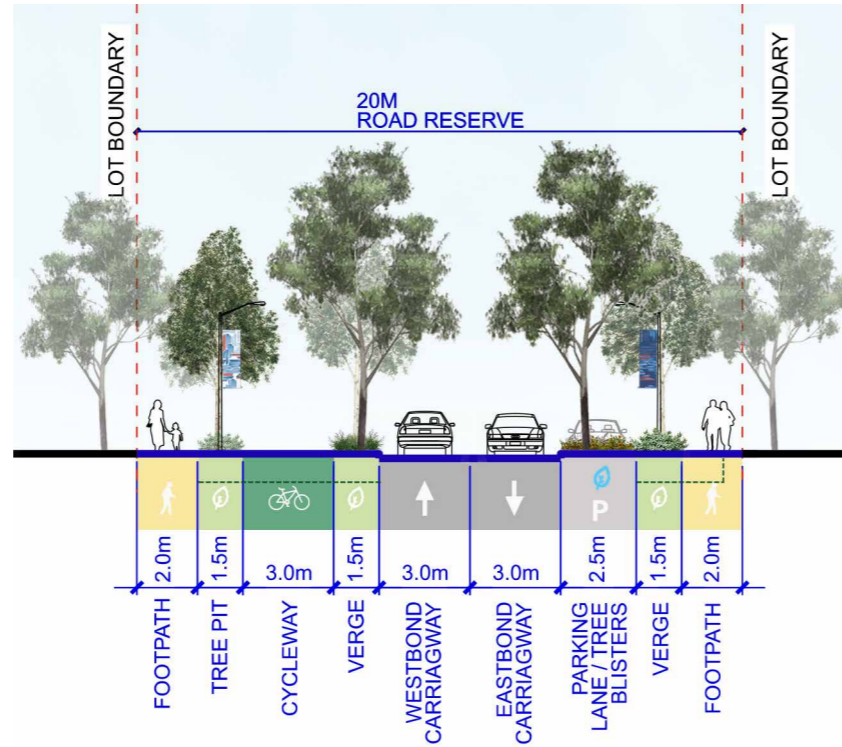 LOT BOUNDARY
20M
ROAD RESERVE
LOT BOUNDARY
P
2.0m
1.5m
3.0m
1.5m
3.0m
3.0m
2.5m
1.5m
2.0m
FOOTPATH
TREE PIT
CYCLEWAY
VERGE
WESTBOND
CARRIAGWAY
EASTBOND
CARRIAGWAY
PARKING
LANE / TREE
BLISTERS
VERGE
FOOTPATH